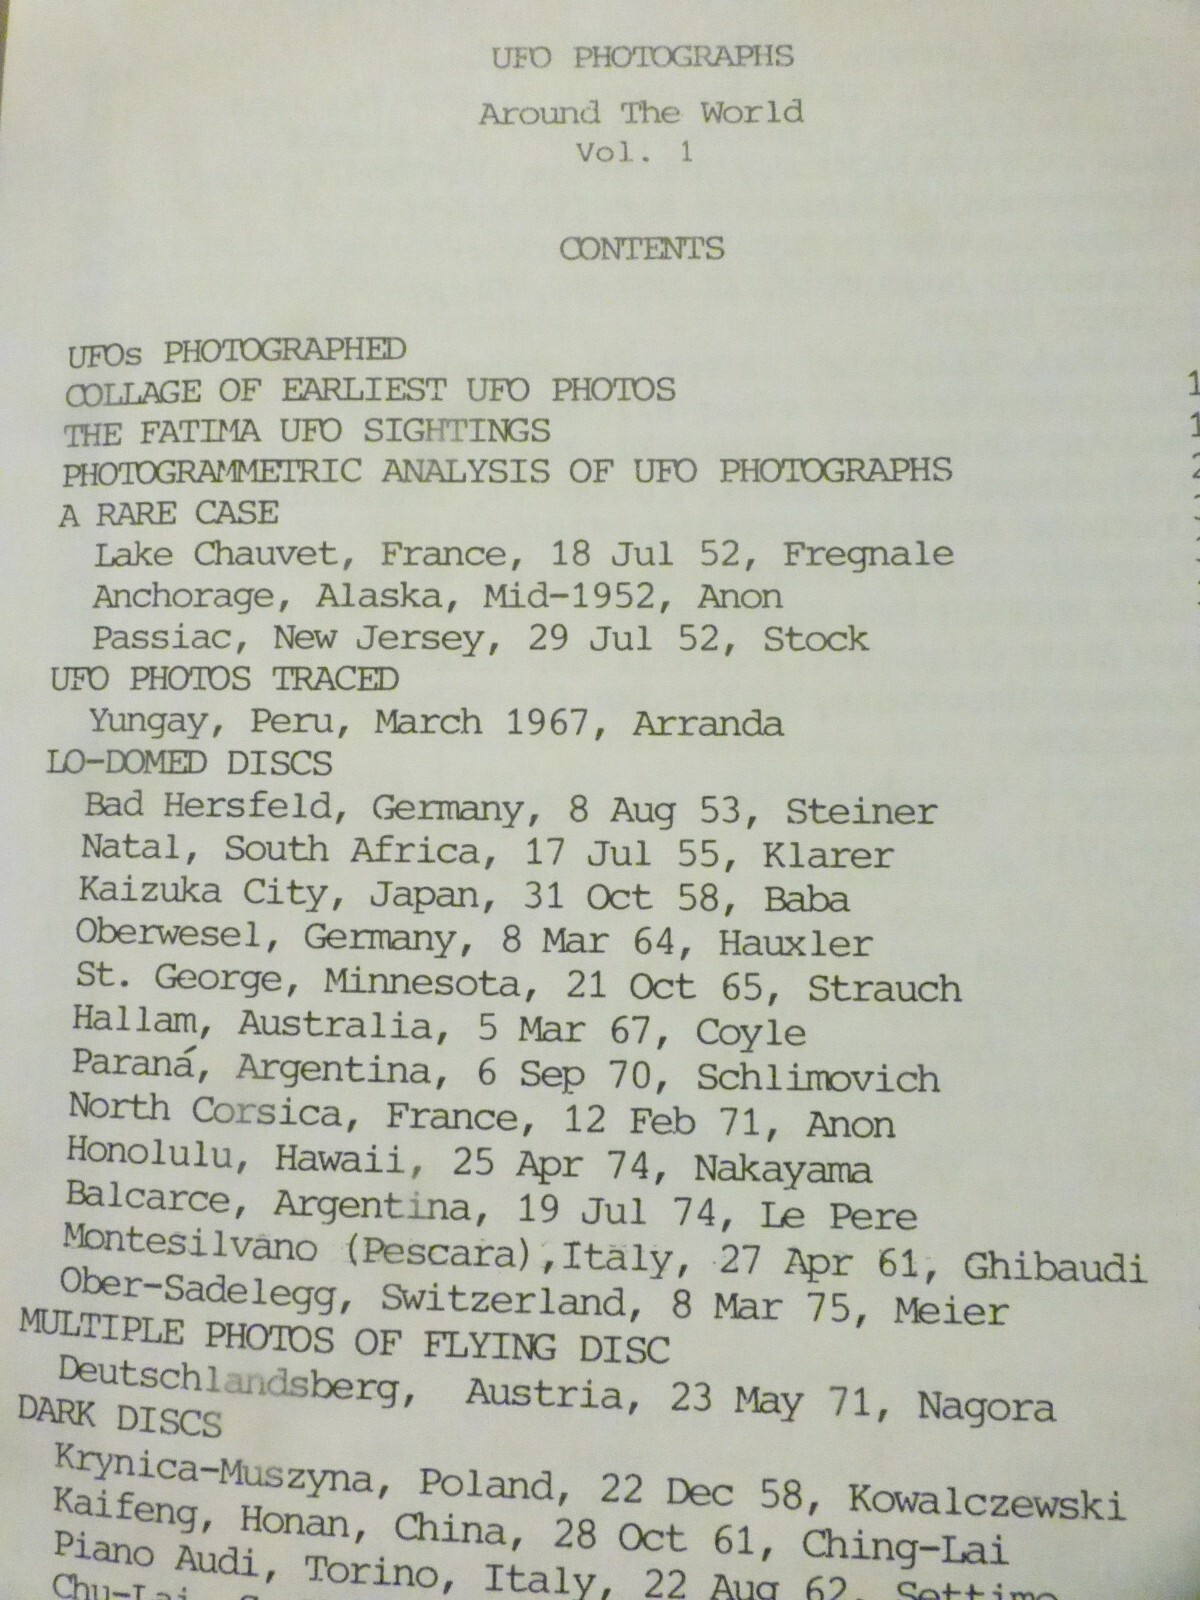 UFO PHOTOGRAPHS
Around The World
Vol. 1
CONTENTS
UFOs PHOTOGRAPHED
COLLAGE OF EARLIEST UFO PHOTOS 1
THE FATIMA UFO SIGHTINGS 1
PHOTOGRAMMETRIC ANALYSIS OF UFO PHOTOGRAPHS 2
A RARE CASE
Lake Chauvet, France, 18 Jul 52, Fregnale
Anchorage, Alaska, Mid-1952, Anon
Passiac, New Jersey, 29 Jul 52, Stock
UFO PHOTOS TRACED
Yungay, Peru, March 1967, Arranda
LO-DOMED DISCS
Bad Hersfeld, Germany, 8 Aug 53, Steiner
Natal, South Africa, 17 Jul 55, Klarer
Kaizuka City, Japan, 31 Oct 58, Baba
Oberwesel, Germany, 8 Mar 64, Hauxler
St. George, Minnesota, 21 Oct 65, Strauch
Hallam, Australia, 5 Mar 67, Coyle
Paraná, Argentina, 6 Sep 70, Schlimovich
North Corsica, France, 12 Feb 71, Anon
Honolulu, Hawaii, 25 Apr 74, Nakayama
Balcarce, Argentina, 19 Jul 74, Le Pere
Montesilvano (Pescara),Italy, 27 Apr 61, Ghibaudi
Ober-Sadelegg, Switzerland, 8 Mar 75, Meier
MULTIPLE PHOTOS OF FLYING DISC
Deutschlandsberg, Austria, 23 May 71, Nagora
DARK DISCS
Krynica-Muszyna, Poland, 22 Dec 58, Kowalczewski
Kaifeng, Honan, China, 28 Oct 61, Ching-Lai
Piano Audi, Torino, Italy, 22 Aug 62, Settimo
Chu-Lai,